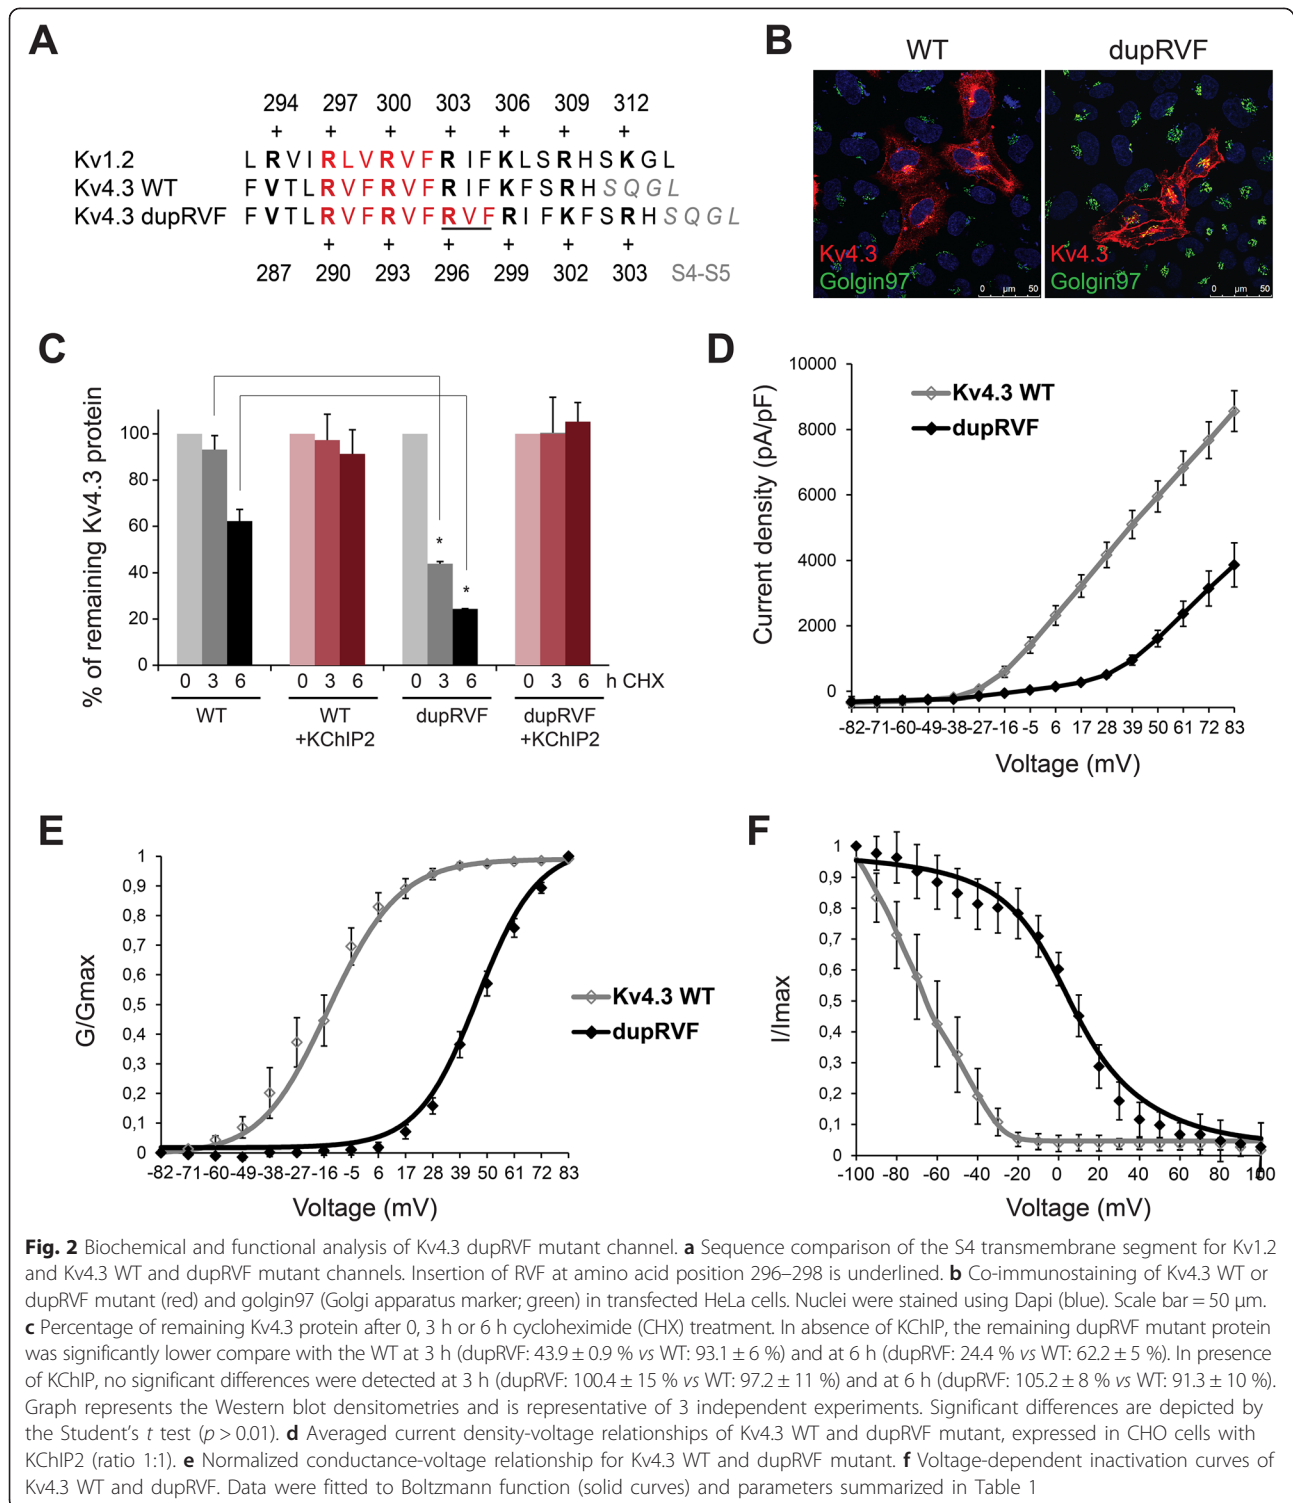 A
294 297 300 303 306 309 312
+ + + + + + +
Kv1.2 L R V I R L V R V F R I F K L S R H S K G L
Kv4.3 WT F V T L R V F R V F R I F K F S R H S Q G L
Kv4.3 dupRVF F V T L R V F R V F R V F R I F K F S R H S Q G L
+ + + + + +
287 290 293 296 299 302 303 S4-S5
B
WT dupRVF
Kv4.3
Golgin97
0 µm 50
Kv4.3
Golgin97
0 µm 50
C
% of remaining Kv4.3 protein
100
80
60
40
20
0
* *
0 3 6 0 3 6 0 3 6 0 3 6 h CHX
WT WT +KChIP2 dupRVF dupRVF +KChIP2
D
Current density (pA/pF)
10000
8000
6000
4000
2000
0
Kv4.3 WT
dupRVF
-82 -71 -60 -49 -38 -27 -16 -5 6 17 28 39 50 61 72 83
Voltage (mV)
E
G/Gmax
1
0,9
0,8
0,7
0,6
0,5
0,4
0,3
0,2
0,1
0
-82 -71 -60 -49 -38 -27 -16 -5 6 17 28 39 50 61 72 83
Voltage (mV)
Kv4.3 WT
dupRVF
F
I/Imax
1
0,9
0,8
0,7
0,6
0,5
0,4
0,3
0,2
0,1
0
-100 -80 -60 -40 -20 0 20 40 60 80 100
Voltage (mV)
Fig. 2 Biochemical and functional analysis of Kv4.3 dupRVF mutant channel. a Sequence comparison of the S4 transmembrane segment for Kv1.2
and Kv4.3 WT and dupRVF mutant channels. Insertion of RVF at amino acid position 296–298 is underlined. b Co-immunostaining of Kv4.3 WT or
dupRVF mutant (red) and golgin97 (Golgi apparatus marker; green) in transfected HeLa cells. Nuclei were stained using Dapi (blue). Scale bar = 50 µm.
c Percentage of remaining Kv4.3 protein after 0, 3 h or 6 h cycloheximide (CHX) treatment. In absence of KChIP, the remaining dupRVF mutant protein
was significantly lower compare with the WT at 3 h (dupRVF: 43.9 ± 0.9 % vs WT: 93.1 ± 6 %) and at 6 h (dupRVF: 24.4 % vs WT: 62.2 ± 5 %). In presence
of KChIP, no significant differences were detected at 3 h (dupRVF: 100.4 ± 15 % vs WT: 97.2 ± 11 %) and at 6 h (dupRVF: 105.2 ± 8 % vs WT: 91.3 ± 10 %).
Graph represents the Western blot densitometries and is representative of 3 independent experiments. Significant differences are depicted by
the Student's t test (p > 0.01). d Averaged current density-voltage relationships of Kv4.3 WT and dupRVF mutant, expressed in CHO cells with
KChIP2 (ratio 1:1). e Normalized conductance-voltage relationship for Kv4.3 WT and dupRVF mutant. f Voltage-dependent inactivation curves of
Kv4.3 WT and dupRVF. Data were fitted to Boltzmann function (solid curves) and parameters summarized in Table 1